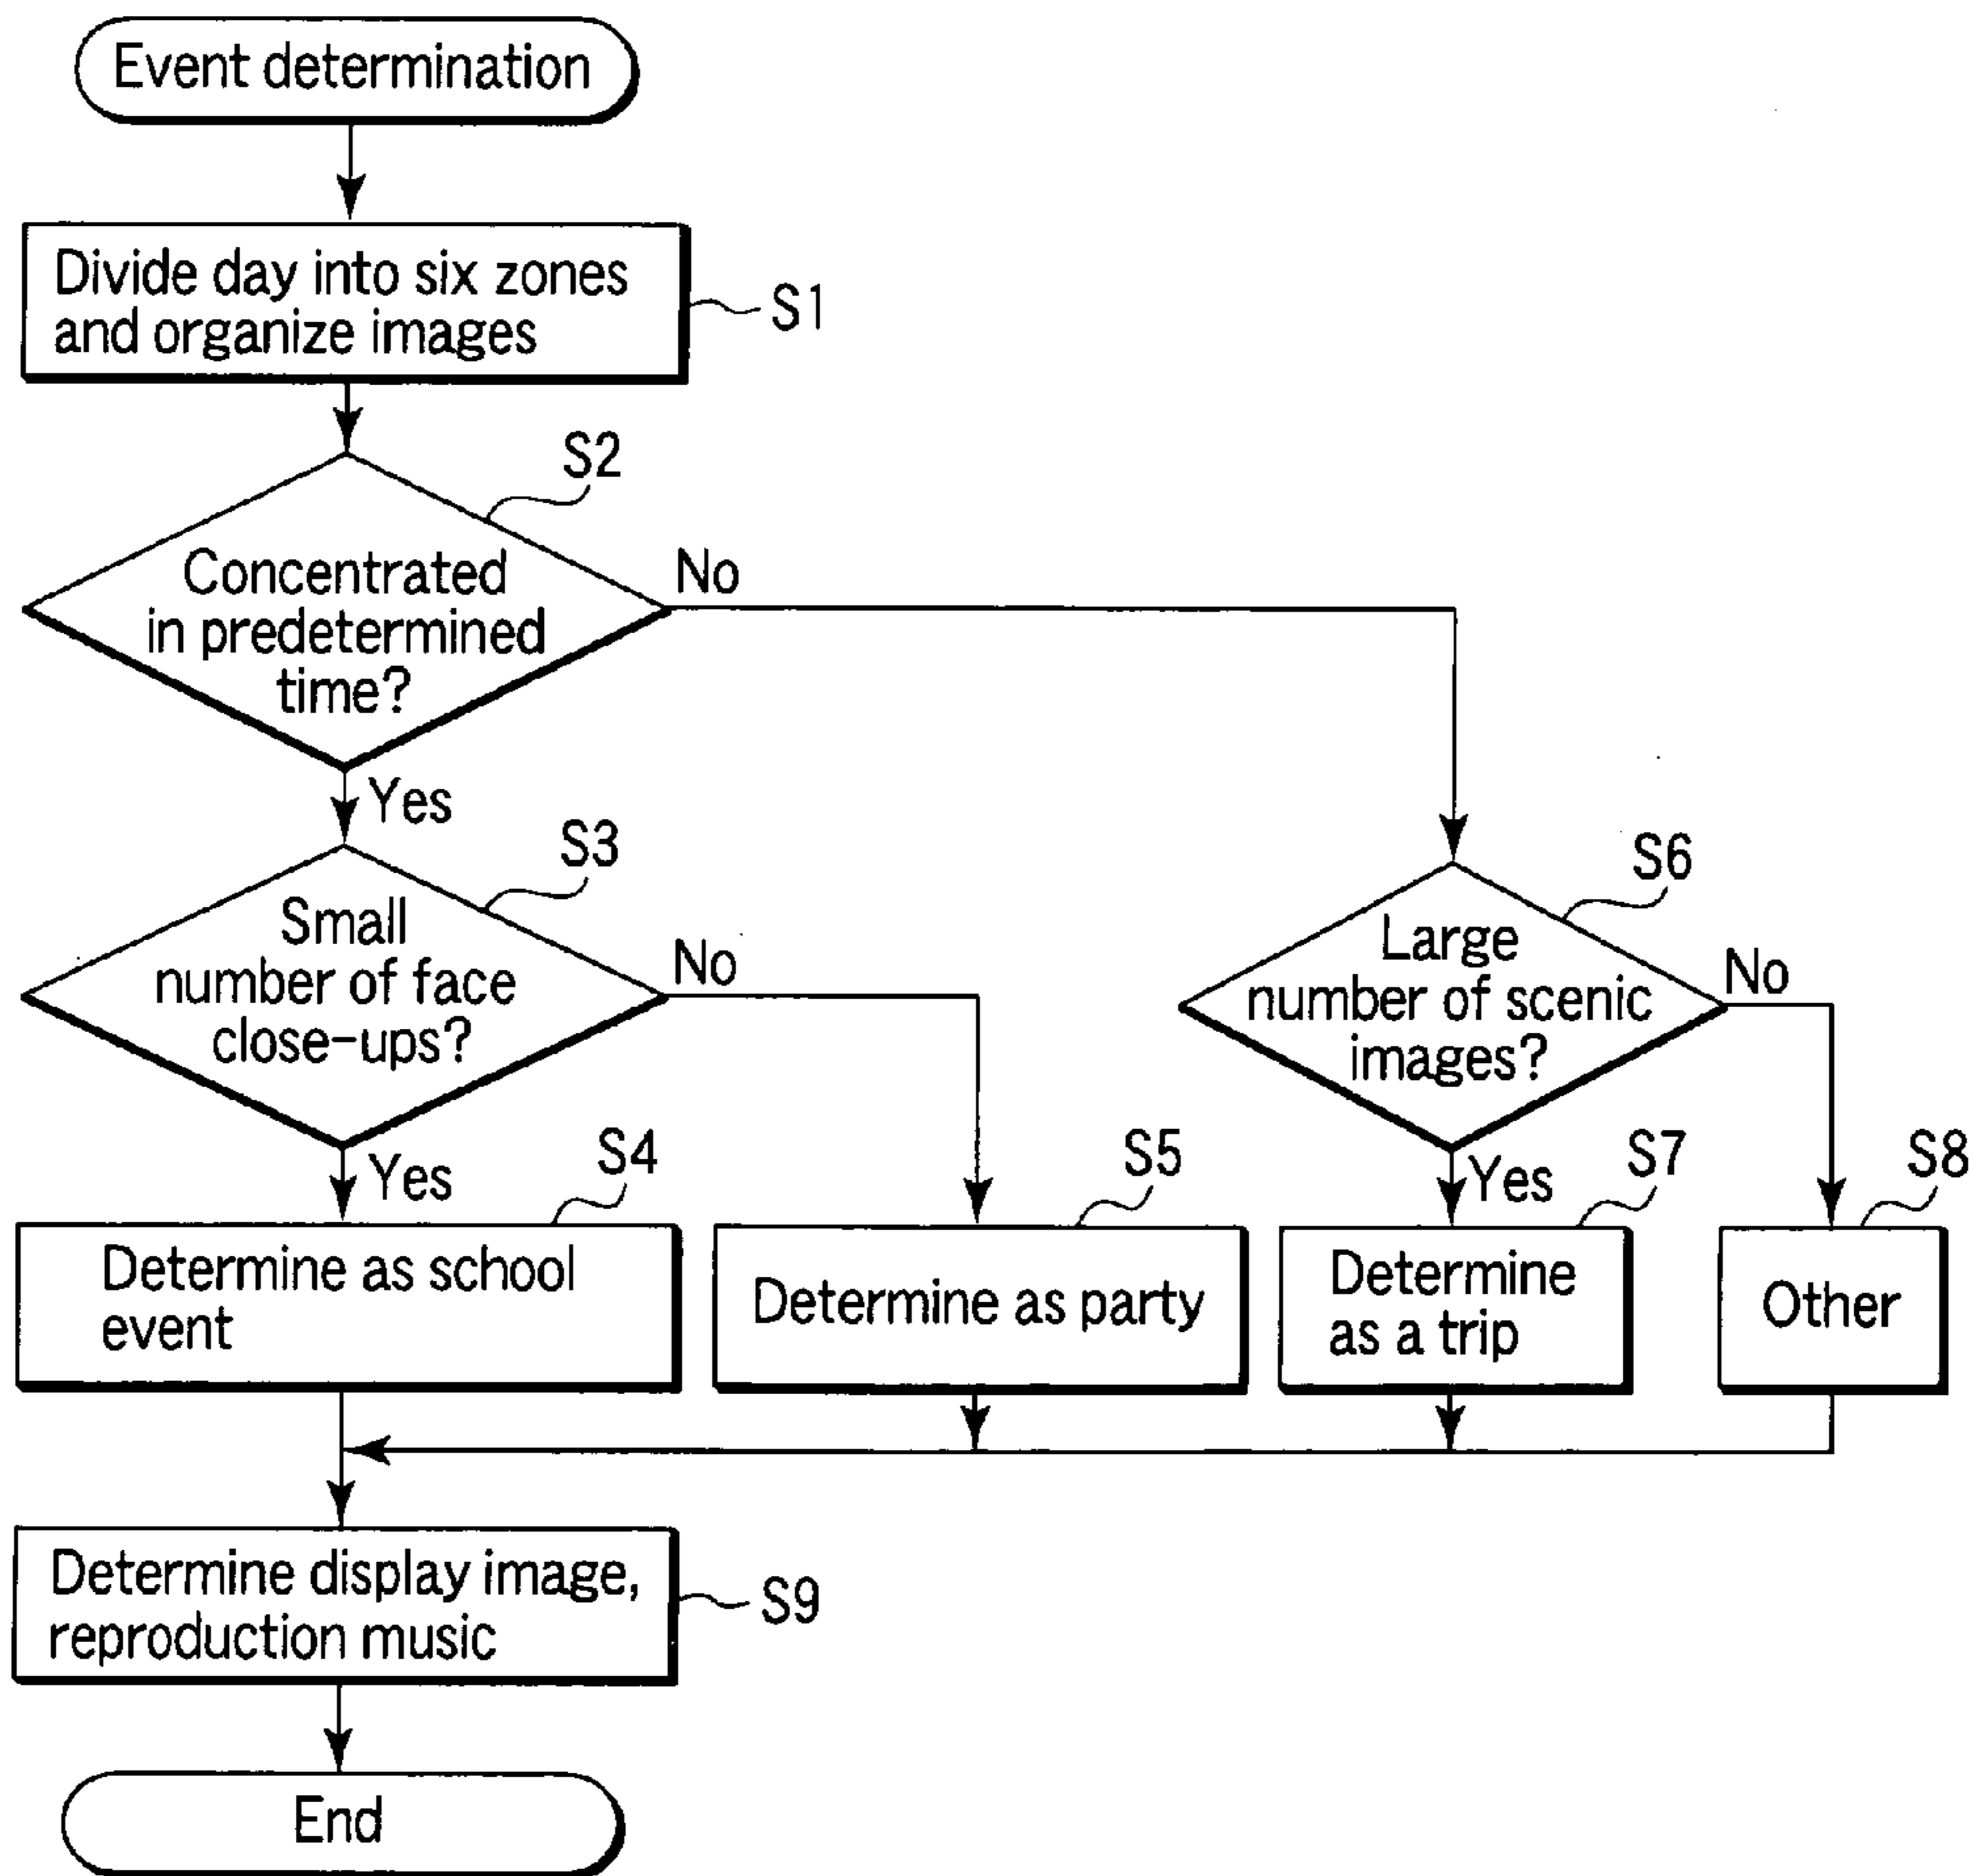 Event determination
Divide day into six zones
and organize images
S1
S2
Concentrated
in predetermined
time?
No
Yes
S3
Small
number of face
close-ups?
No
Yes
S6
Large
number of scenic
images?
No
Yes
S4
Determine as school
event
S5
Determine as party
S7
Determine
as a trip
S8
Other
Determine display image,
reproduction music
S9
End